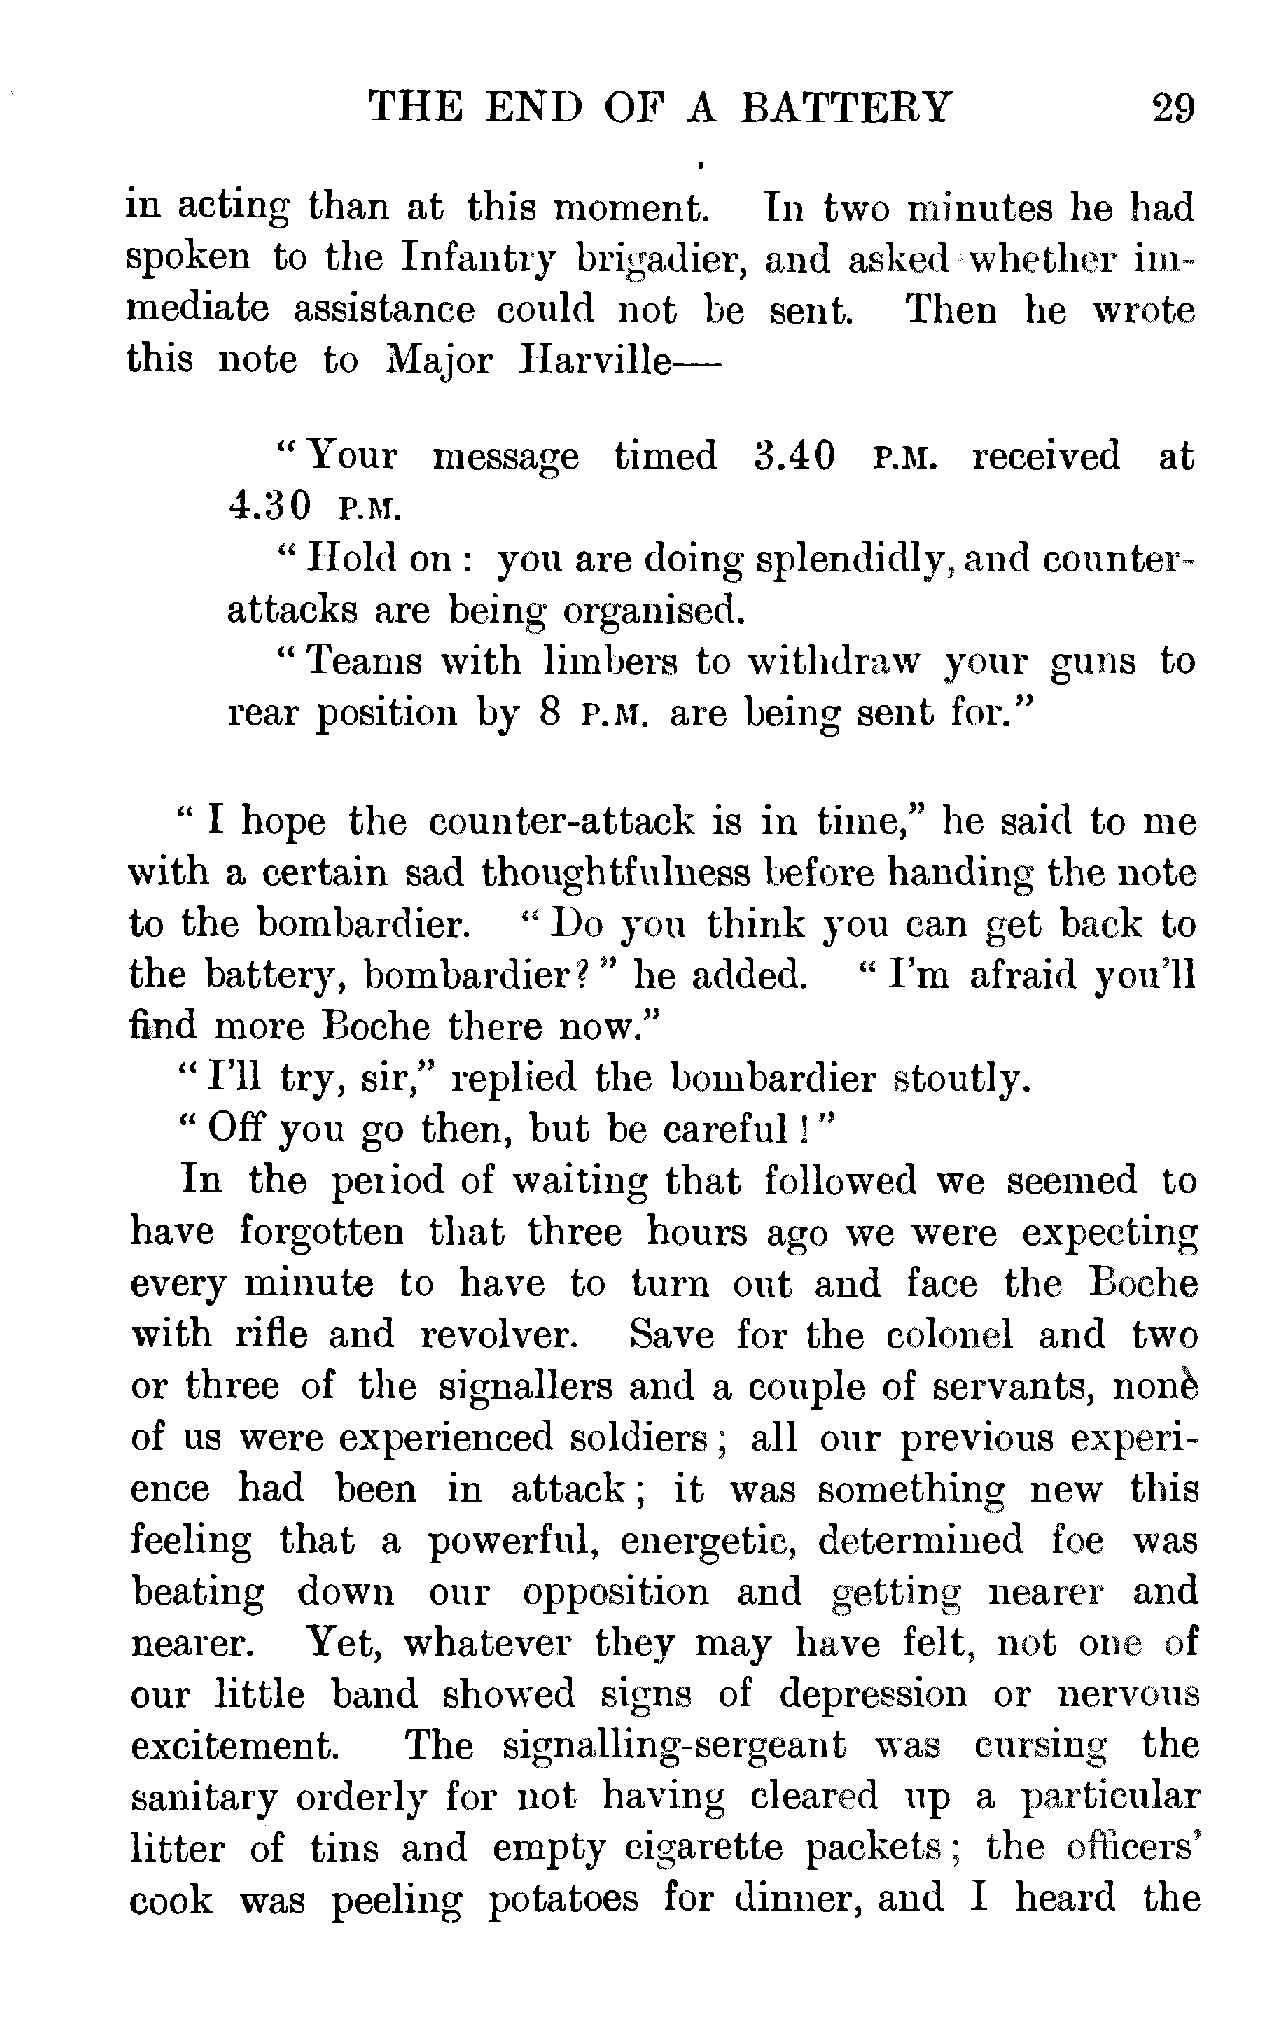 THE END OF A BATTERY 29
in acting than at this moment. In two minutes he had
spoken to the Infantry brigadier, and asked whether im-
mediate assistance could not be sent. Then he wrote
this note to Major Harville—
" Your message timed 3.40 P.M. received at
4.30 P.M.
" Hold on : you are doing splendidly, and counter-
attacks are being organised.
" Teams with limbers to withdraw your guns to
rear position by 8 P.M. are being sent for."
" I hope the counter-attack is in time," he said to me
with a certain sad thoughtfulness before handing the note
to the bombardier. " Do you think you can get back to
the battery, bombardier? " he added. " I'm afraid you'll
find more Boche there now."
" I'll try, sir," replied the bombardier stoutly.
" Off you go then, but be careful ! "
In the period of waiting that followed we seemed to
have forgotten that three hours ago we were expecting
every minute to have to turn out and face the Boche
with rifle and revolver. Save for the colonel and two
or three of the signallers and a couple of servants, none
of us were experienced soldiers ; all our previous experi-
ence had been in attack ; it was something new this
feeling that a powerful, energetic, determined foe was
beating down our opposition and getting nearer and
nearer. Yet, whatever they may have felt, not one of
our little band showed signs of depression or nervous
excitement. The signalling-sergeant was cursing the
sanitary orderly for not having cleared up a particular
litter of tins and empty cigarette packets ; the officers'
cook was peeling potatoes for dinner, and I heard the